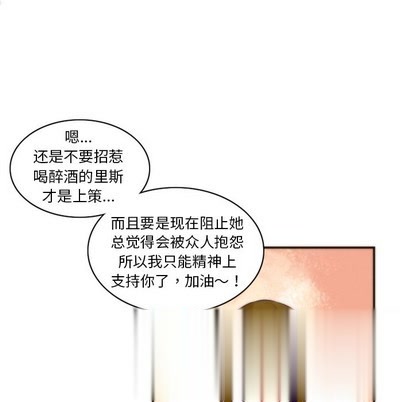 嗯...
还是不要招惹
喝醉酒的里斯
才是上策...
而且要是现在阻止她
总觉得会被众人抱怨
所以我只能精神上
支持你了，加油～！